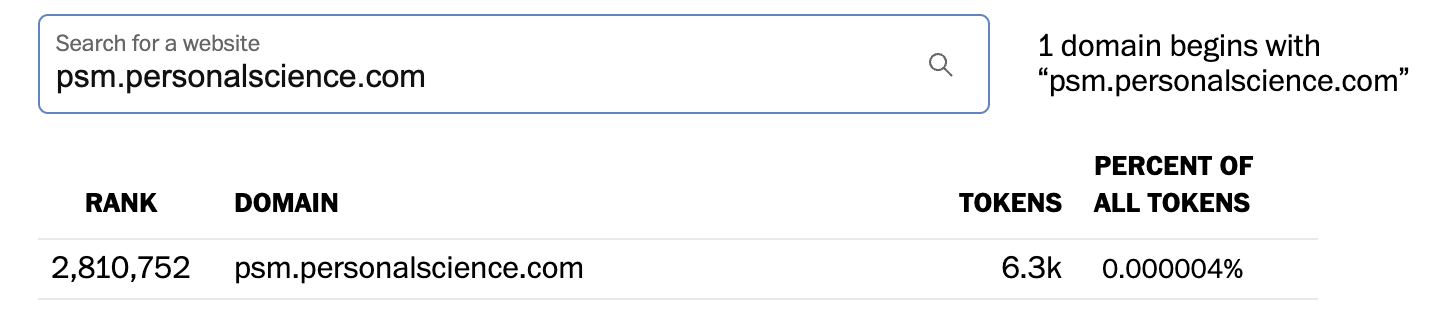 Search for a website
psm.personalscience.com
1 domain begins with
“psm.personalscience.com”
RANK DOMAIN TOKENS PERCENT OF
ALL TOKENS
2,810,752 psm.personalscience.com 6.3k 0.000004%